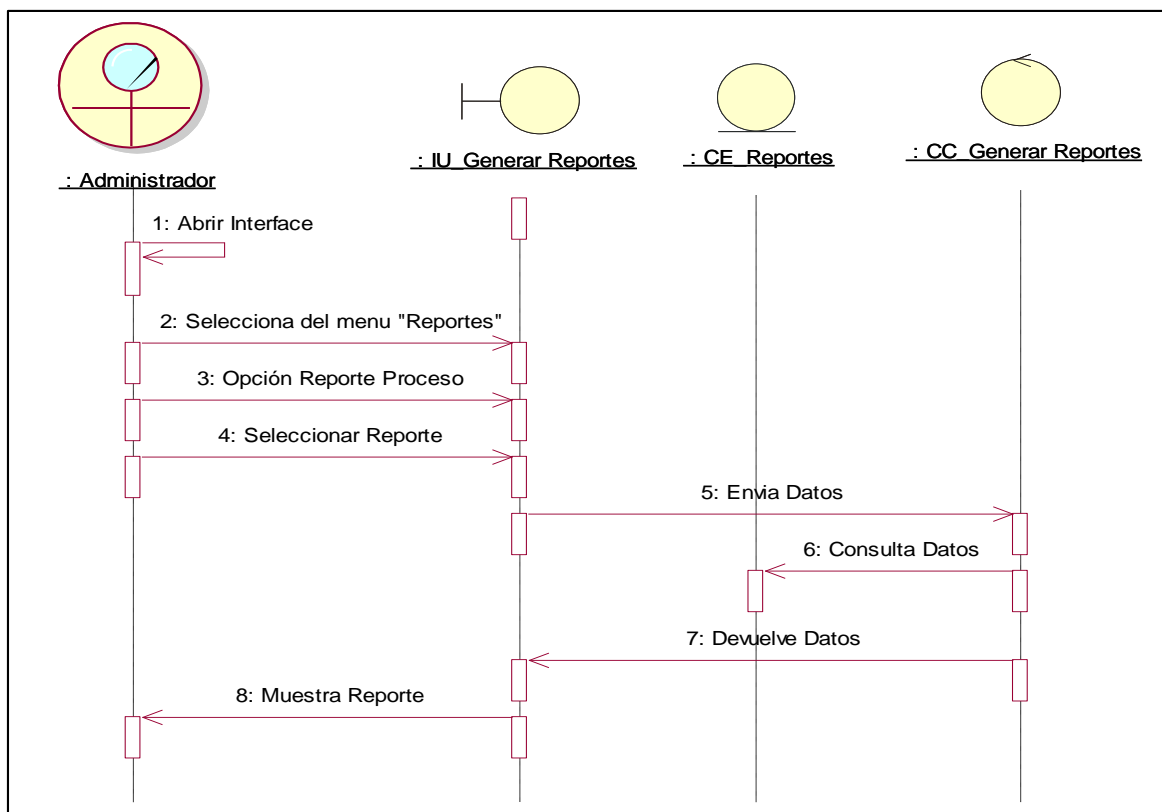 : Administrador
: IU_Generar Reportes
: CE_Reportes
: CC_Generar Reportes
1: Abrir Interface
2: Selecciona del menu "Reportes"
3: Opción Reporte Proceso
4: Seleccionar Reporte
5: Envia Datos
6: Consulta Datos
7: Devuelve Datos
8: Muestra Reporte